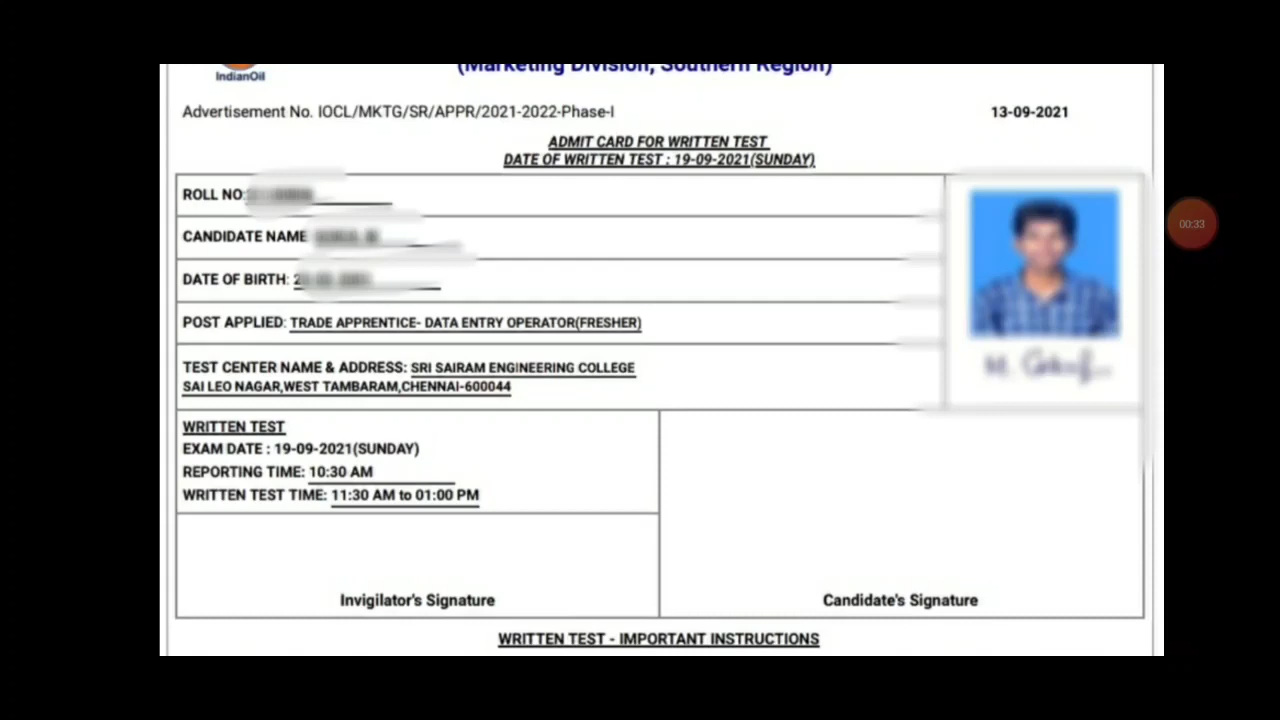 IndianOil
(Marketing Division, Southern Region)
Advertisement No. IOCL/MKTG/SR/APPR/2021-2022-Phase-I
13-09-2021
ADMIT CARD FOR WRITTEN TEST
DATE OF WRITTEN TEST : 19-09-2021(SUNDAY)
ROLL NO:
CANDIDATE NAME
DATE OF BIRTH:
POST APPLIED: TRADE APPRENTICE- DATA ENTRY OPERATOR(FRESHER)
TEST CENTER NAME & ADDRESS: SRI SAIRAM ENGINEERING COLLEGE
SAI LEO NAGAR,WEST TAMBARAM,CHENNAI-600044
WRITTEN TEST
EXAM DATE : 19-09-2021(SUNDAY)
REPORTING TIME: 10:30 AM
WRITTEN TEST TIME: 11:30 AM to 01:00 PM
Invigilator's Signature
Candidate's Signature
WRITTEN TEST - IMPORTANT INSTRUCTIONS
00:33